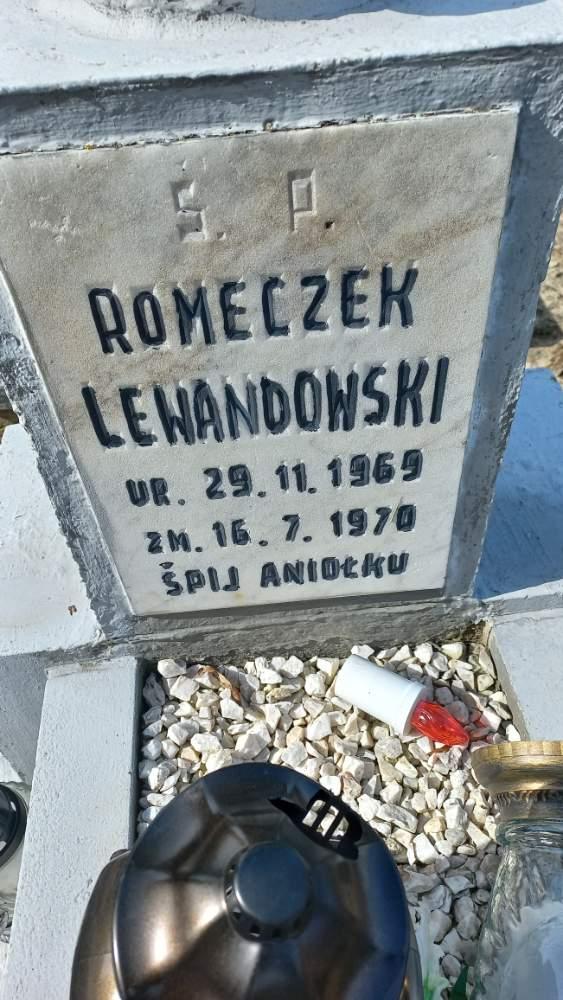 Ś. P.
ROMECZEK
LEWANDOWSKI
UR. 29.11.1969
ZM. 16.7.1970
ŚPIJ ANIOŁKU